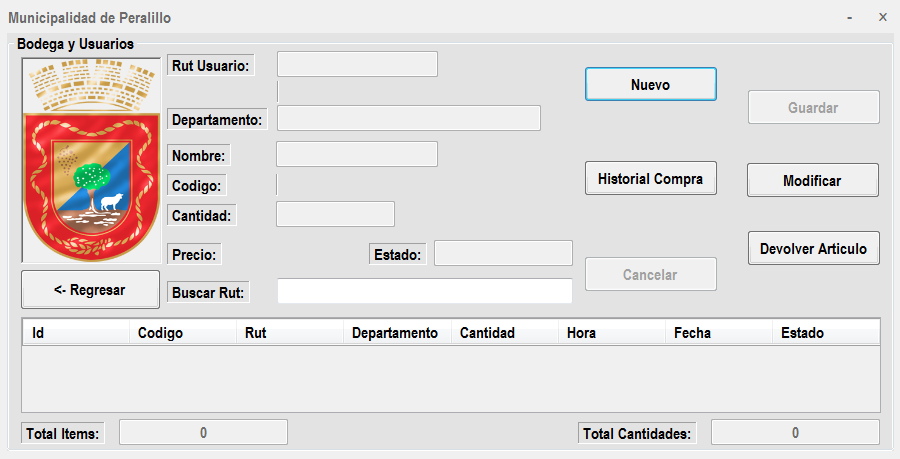 Municipalidad de Peralillo
- x
Bodega y Usuarios
Rut Usuario:
Departamento:
Nombre:
Codigo:
Cantidad:
Precio:
Estado:
Buscar Rut:
Nuevo
Guardar
Historial Compra
Modificar
Devolver Articulo
Cancelar
<- Regresar
Id Codigo Rut Departamento Cantidad Hora Fecha Estado
Total Items: 0 Total Cantidades: 0